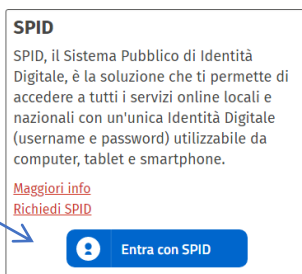 SPID
SPID, il Sistema Pubblico di Identità
Digitale, è la soluzione che ti permette di
accedere a tutti i servizi online locali e
nazionali con un'unica Identità Digitale
(username e password) utilizzabile da
computer, tablet e smartphone.
Maggiori info
Richiedi SPID
Entra con SPID